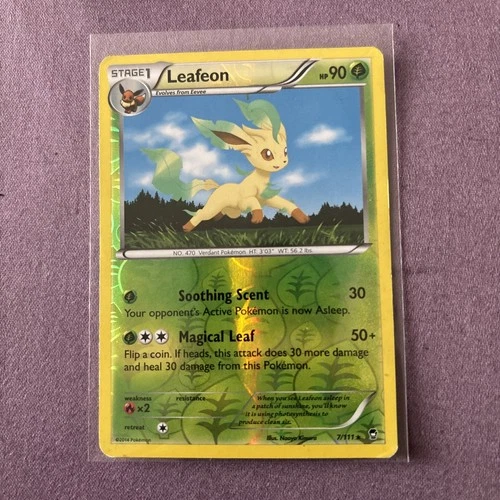 STAGE1 Leafeon HP 90
Evolves from Eevee
NO. 470 Verdant Pokémon HT: 3'03" WT: 56.2 lbs.
Soothing Scent 30
Your opponent's Active Pokémon is now Asleep.
Magical Leaf 50+
Flip a coin. If heads, this attack does 30 more damage
and heal 30 damage from this Pokémon.
weakness resistance
×2
When you see Leafeon asleep in
a patch of sunshine, you'll know
it is using photosynthesis to
produce clean air.
retreat
©2014 Pokémon Illus. Naoyo Kimura 7/111